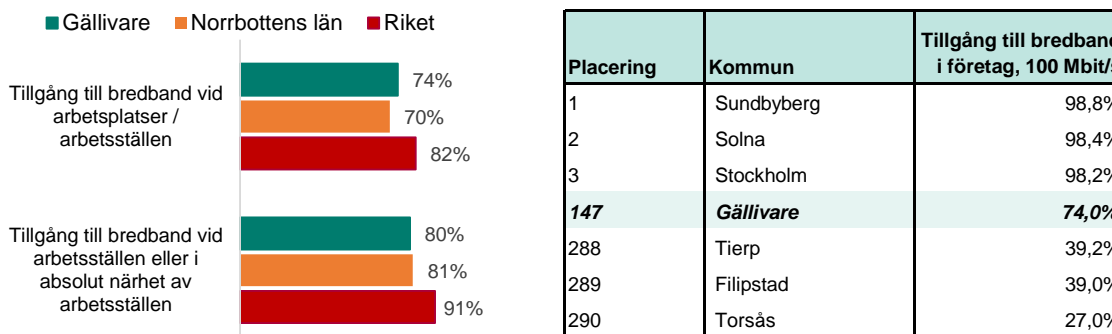 Gällivare Norrbottens län Riket
Tillgång till bredband vid
arbetsplatser /
arbetsställen
74%
70%
82%
Tillgång till bredband vid
arbetsställen eller i
absolut närhet av
arbetsställen
80%
81%
91%
Placering Kommun Tillgång till bredband
i företag, 100 Mbit/s
1 Sundbyberg 98,8%
2 Solna 98,4%
3 Stockholm 98,2%
147 Gällivare 74,0%
288 Tierp 39,2%
289 Filipstad 39,0%
290 Torsås 27,0%